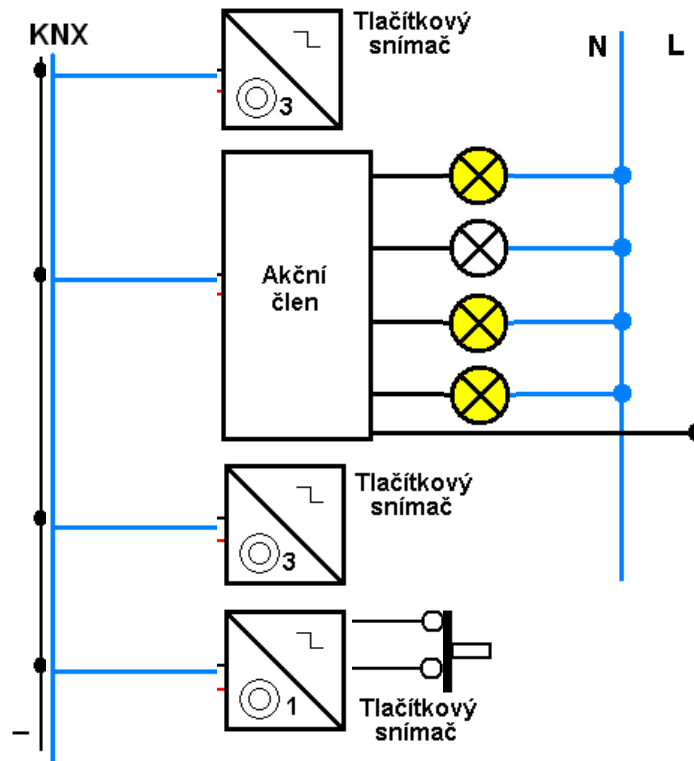 KNX
Tlačítkový
snímač
3
N
L
Akční
člen
Tlačítkový
snímač
3
1
Tlačítkový
snímač
–